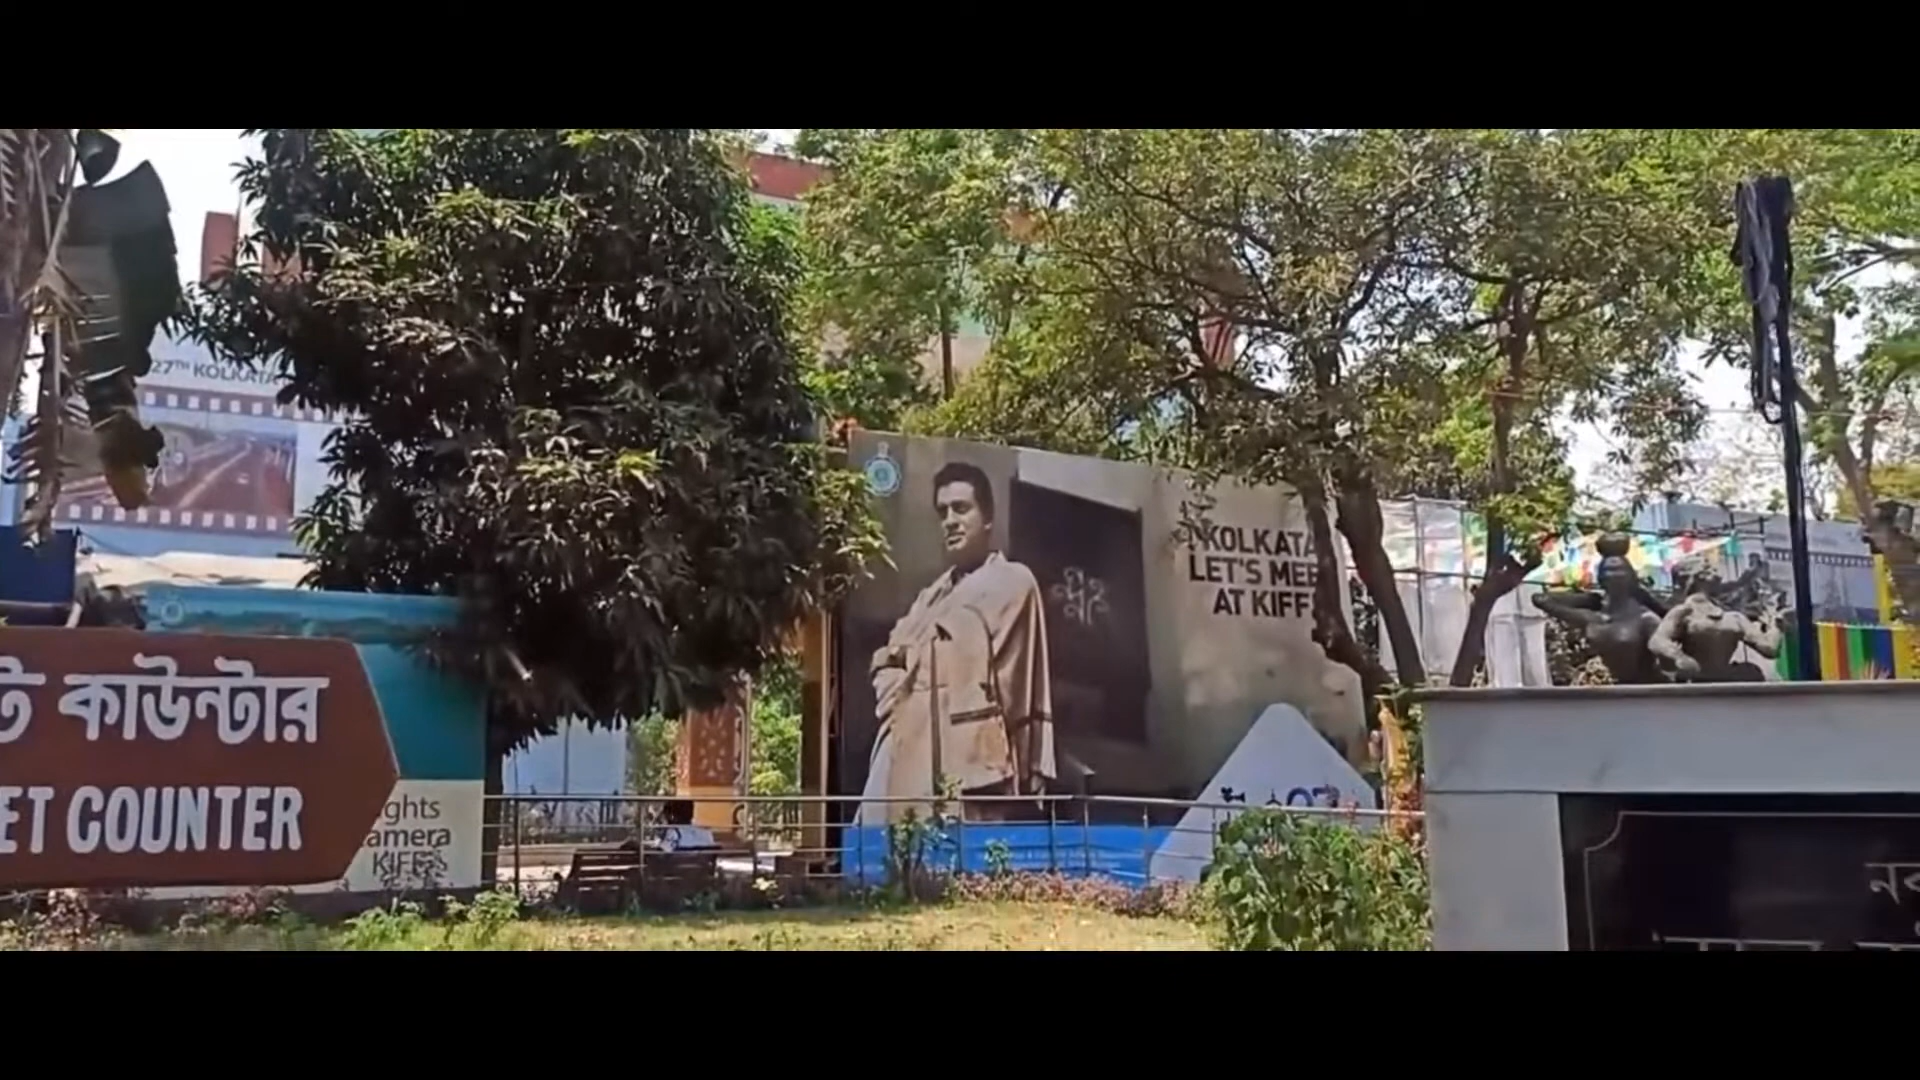 27TH KOLKATA
KOLKATA
LET'S MEE
AT KIFF
ট কাউন্টার
ET COUNTER
ghts
amera
KIFF